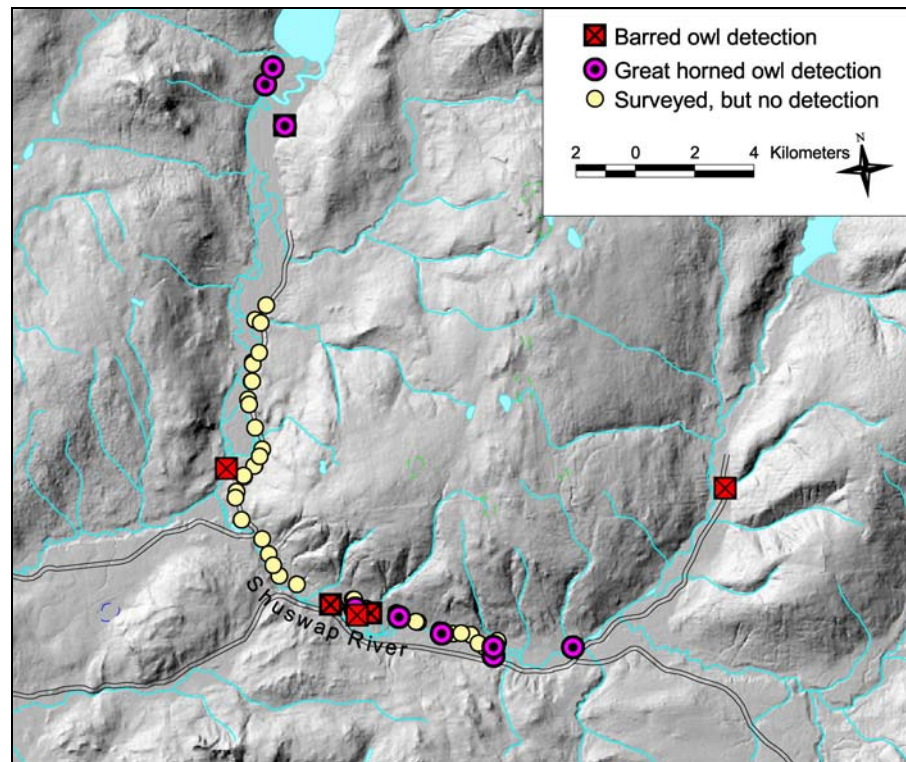 Barred owl detection
Great horned owl detection
Surveyed, but no detection
2 0 2 4 Kilometers
N
Shuswap River